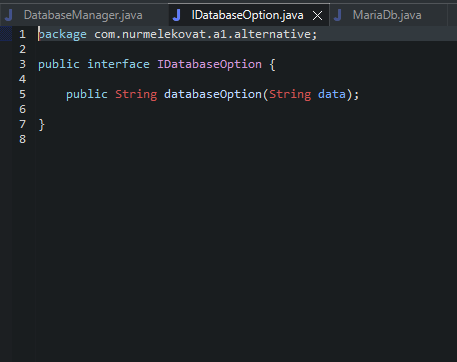 DatabaseManager.java IDatabaseOption.java MariaDb.java
1 package com.nurmelekovat.a1.alternative;
2
3 public interface IDatabaseOption {
4
5 public String databaseOption(String data);
6
7 }
8